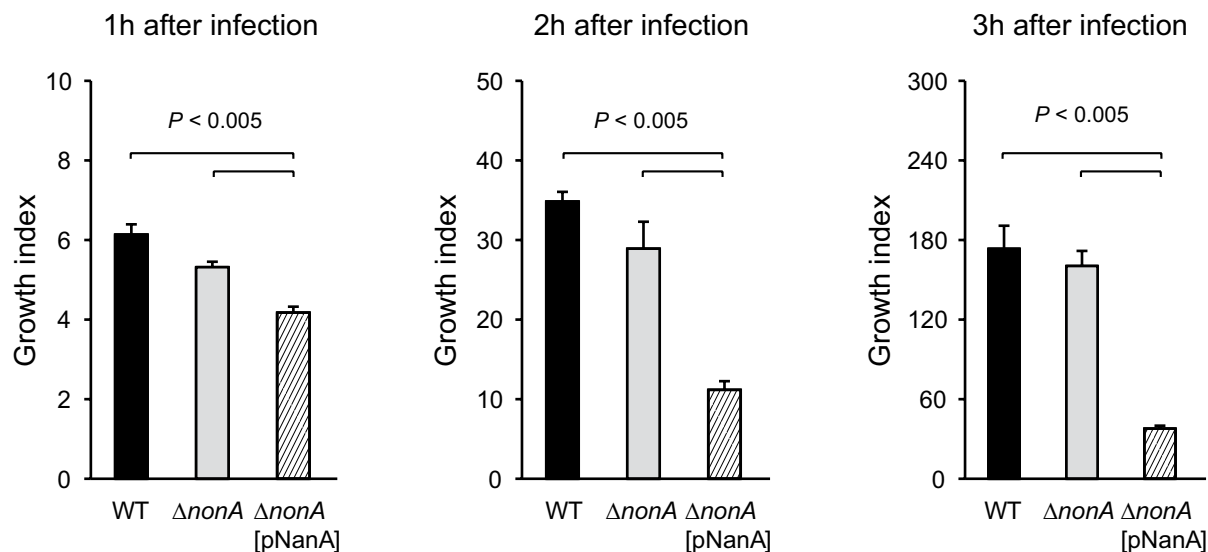 1h after infection
10
8
6
4
2
0
Growth index
P < 0.005
WT
ΔnonA
ΔnonA
[pNanA]
2h after infection
50
40
30
20
10
0
Growth index
P < 0.005
WT
ΔnonA
ΔnonA
[pNanA]
3h after infection
300
240
180
120
60
0
Growth index
P < 0.005
WT
ΔnonA
ΔnonA
[pNanA]